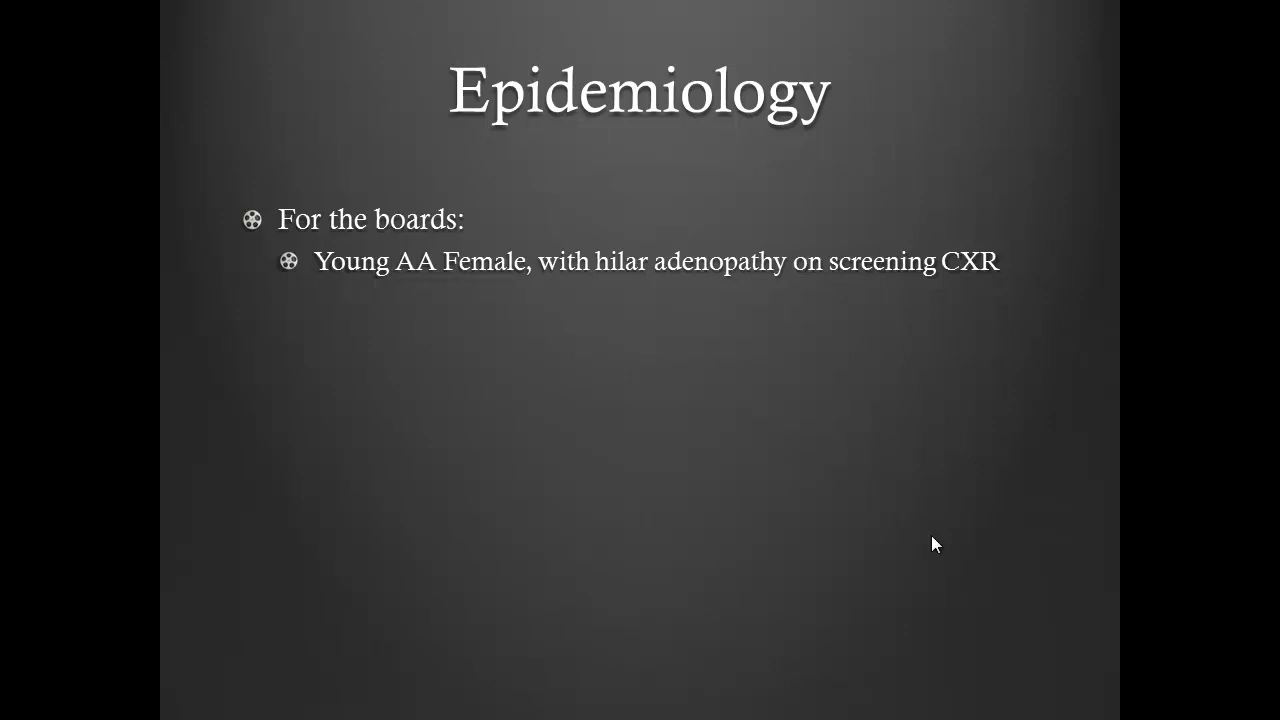 Epidemiology
For the boards:
Young AA Female, with hilar adenopathy on screening CXR